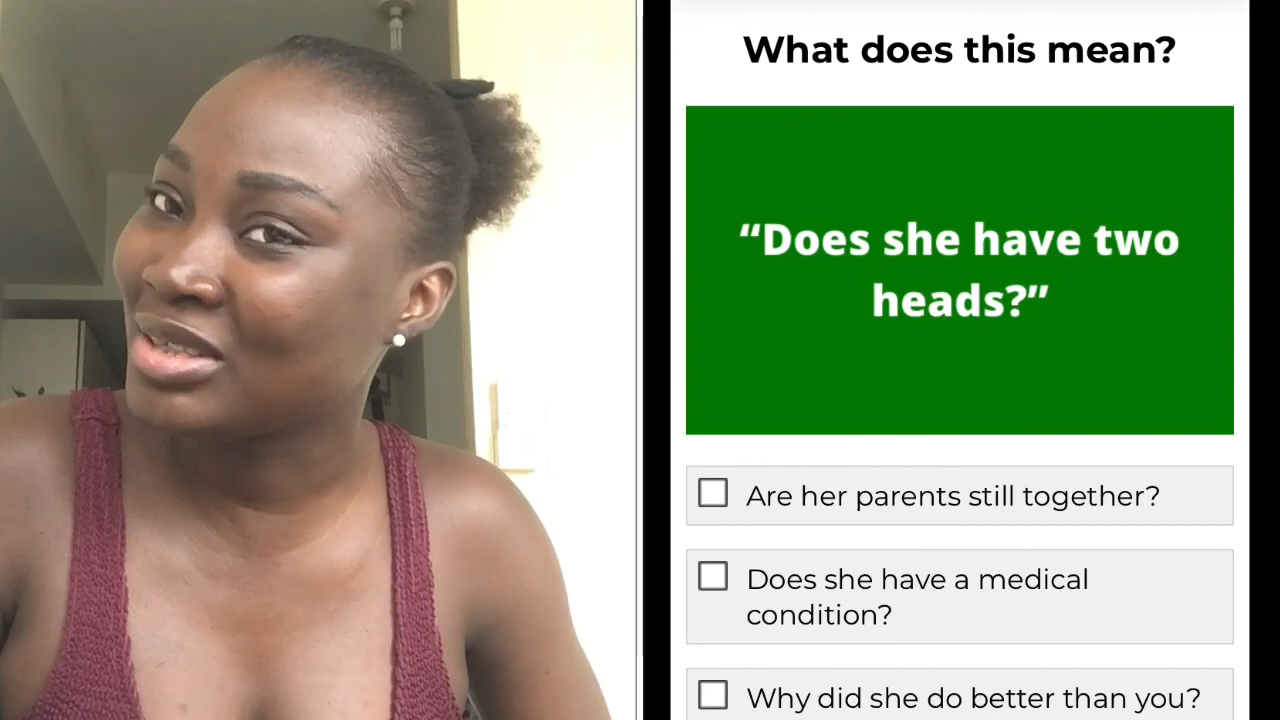 What does this mean?
“Does she have two
heads?”
Are her parents still together?
Does she have a medical
condition?
Why did she do better than you?